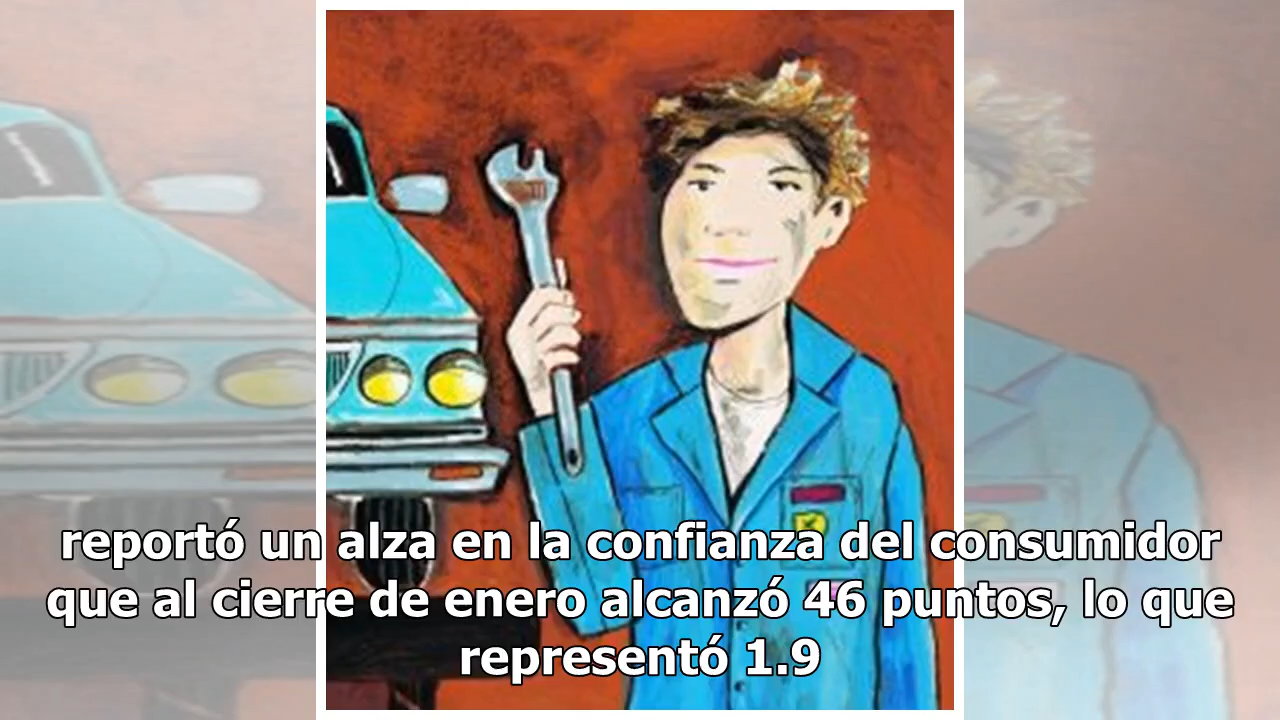 reportó un alza en la confianza del consumidor
que al cierre de enero alcanzó 46 puntos, lo que
representó 1.9